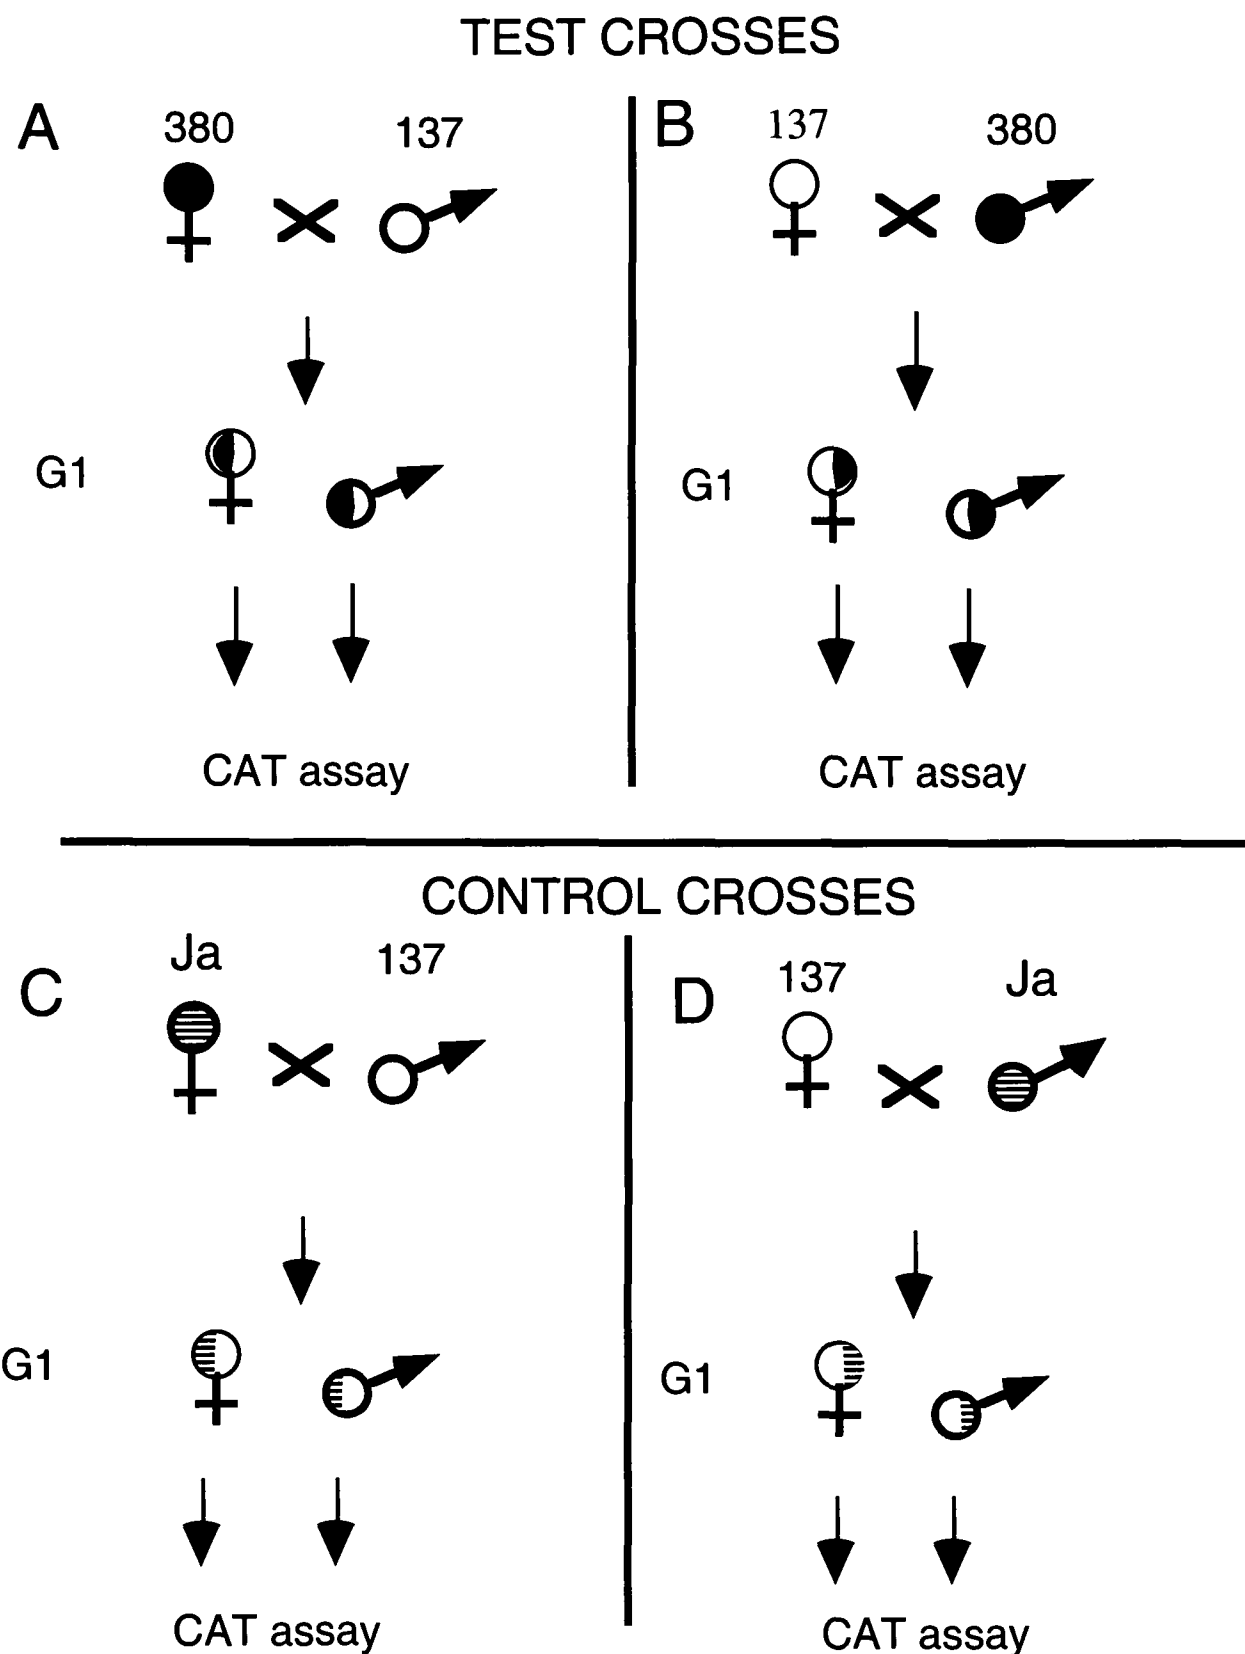 TEST CROSSES
A
380
137
G1
CAT assay
B
137
380
G1
CAT assay
CONTROL CROSSES
C
Ja
137
G1
CAT assay
D
137
Ja
G1
CAT assay